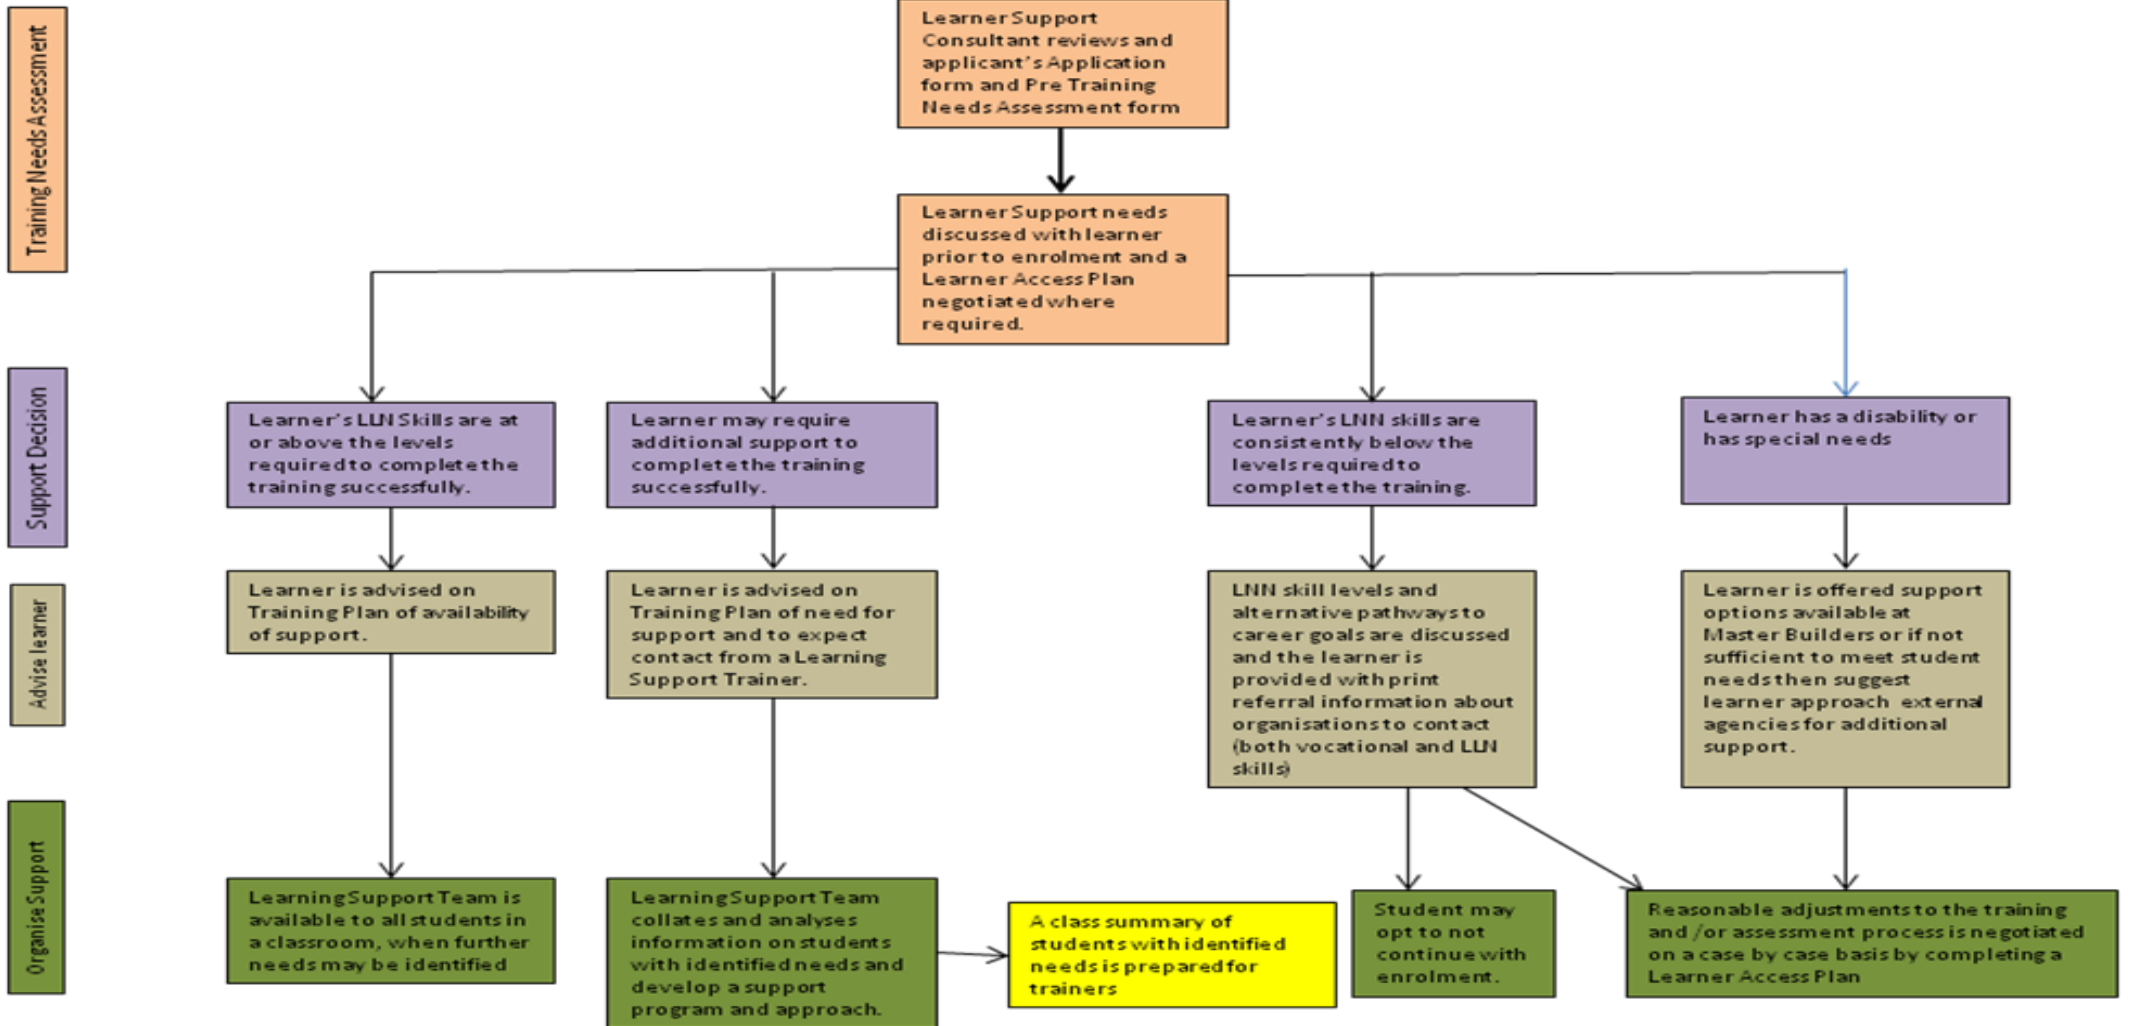 Training Needs Assessment
Learner Support
Consultant reviews and
applicant's Application
form and Pre Training
Needs Assessment form
Learner Support needs
discussed with learner
prior to enrolment and a
Learner Access Plan
negotiated where
required.
Support Decision
Learner's LLN Skills are at
or above the levels
required to complete the
training successfully.
Learner may require
additional support to
complete the training
successfully.
Learner's LNN skills are
consistently below the
levels required to
complete the training.
Learner has a disability or
has special needs
Advise learner
Learner is advised on
Training Plan of availability
of support.
Learner is advised on
Training Plan of need for
support and to expect
contact from a Learning
Support Trainer.
LNN skill levels and
alternative pathways to
career goals are discussed
and the learner is
provided with print
referral information about
organisations to contact
(both vocational and LLN
skills)
Learner is offered support
options available at
Master Builders or if not
sufficient to meet student
needs then suggest
learner approach external
agencies for additional
support.
Organise Support
Learning Support Team is
available to all students in
a classroom, when further
needs may be identified
Learning Support Team
collates and analyses
information on students
with identified needs and
develop a support
program and approach.
A class summary of
students with identified
needs is prepared for
trainers
Student may
opt to not
continue with
enrolment.
Reasonable adjustments to the training
and /or assessment process is negotiated
on a case by case basis by completing a
Learner Access Plan